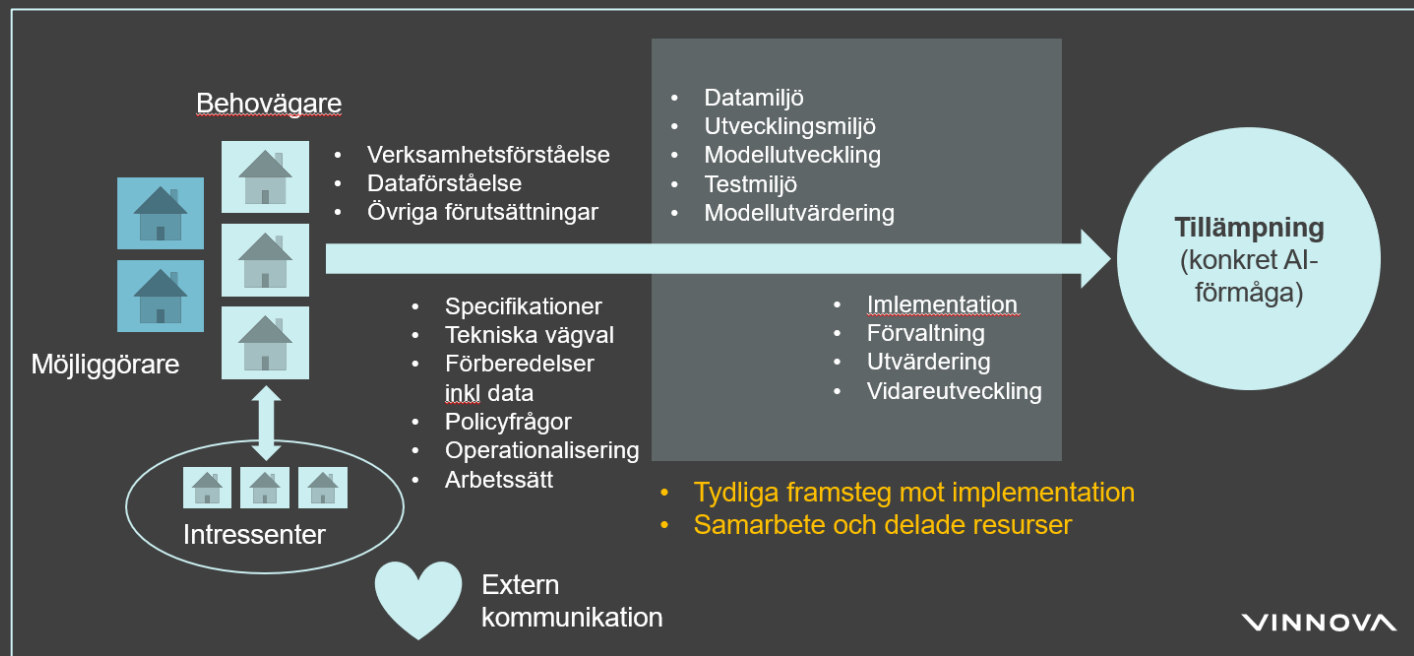 Behovägare
Möjliggörare
Intressenter
• Verksamhetsförståelse
• Dataförståelse
• Övriga förutsättningar
• Specifikationer
• Tekniska vägval
• Förberedelser
inkl data
• Policyfrågor
• Operationalisering
• Arbetssätt
• Datamiljö
• Utvecklingsmiljö
• Modellutveckling
• Testmiljö
• Modellutvärdering
• Imlementation
• Förvaltning
• Utvärdering
• Vidareutveckling
Tillämpning
(konkret AI-
förmåga)
• Tydliga framsteg mot implementation
• Samarbete och delade resurser
Extern
kommunikation
VINNOVA